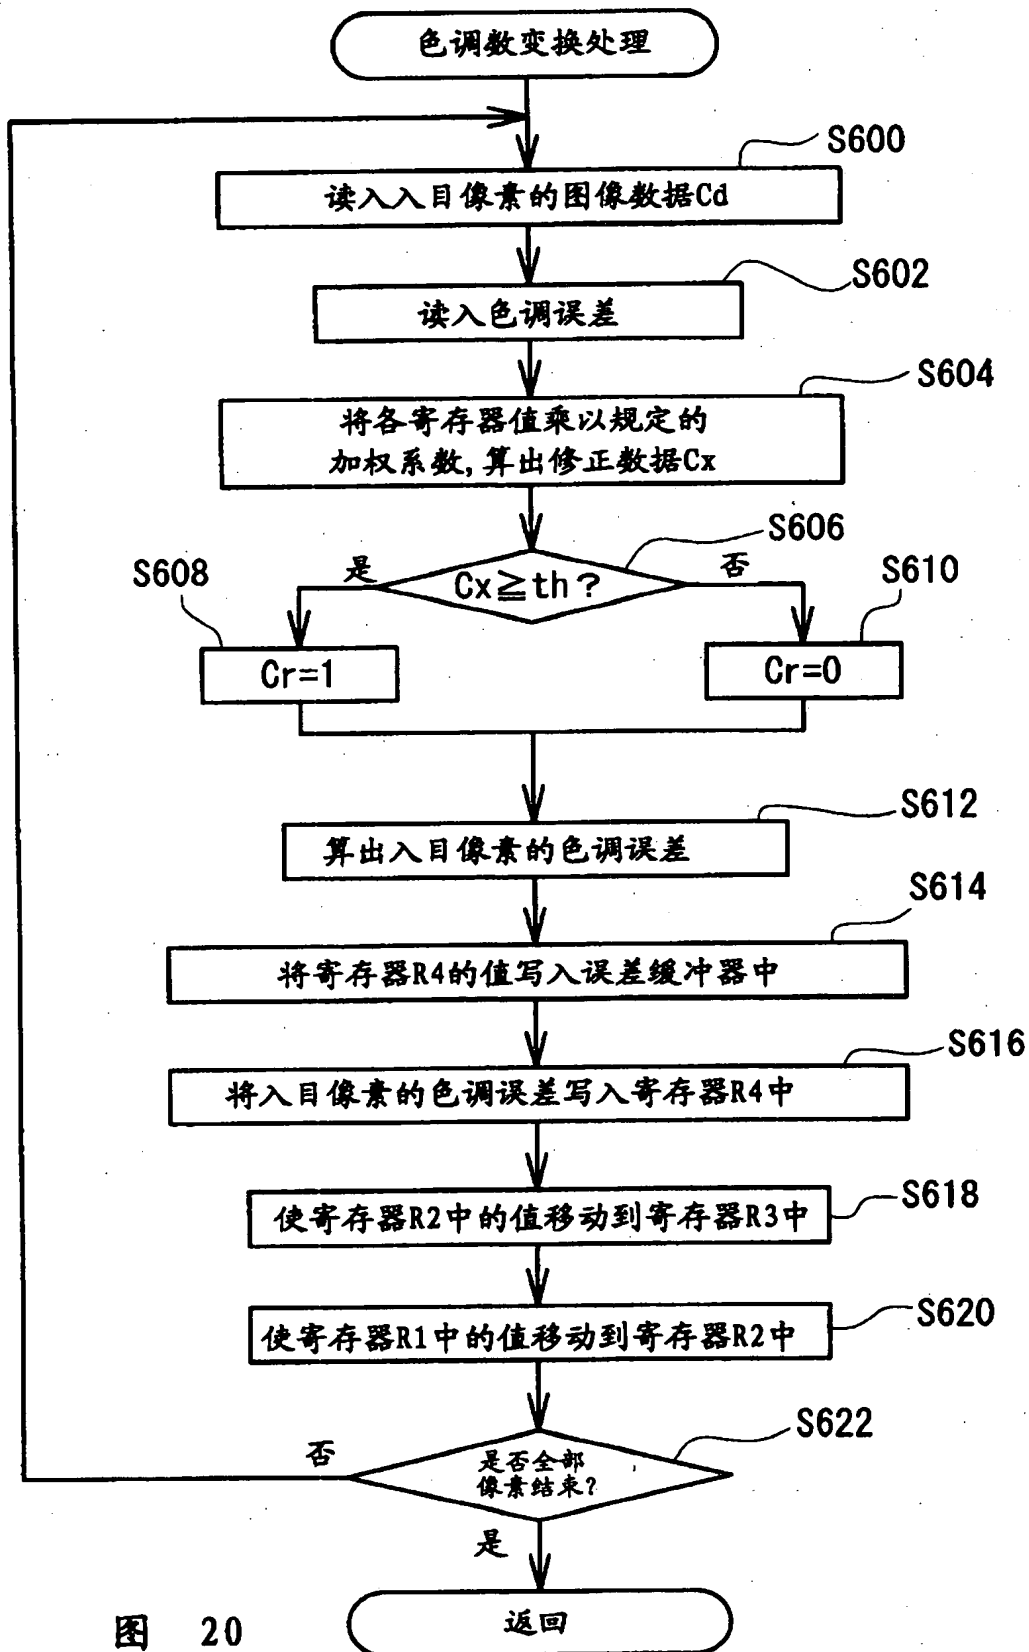 色调数变换处理
S600
读入入目像素的图像数据Cd
S602
读入色调误差
S604
将各寄存器值乘以规定的
加权系数,算出修正数据Cx
S606
是
Cx≧th?
否
S608
S610
Cr=1
Cr=0
S612
算出入目像素的色调误差
S614
将寄存器R4的值写入误差缓冲器中
S616
将入目像素的色调误差写入寄存器R4中
S618
使寄存器R2中的值移动到寄存器R3中
S620
使寄存器R1中的值移动到寄存器R2中
S622
否
是否全部
像素结束?
是
返回
图 20